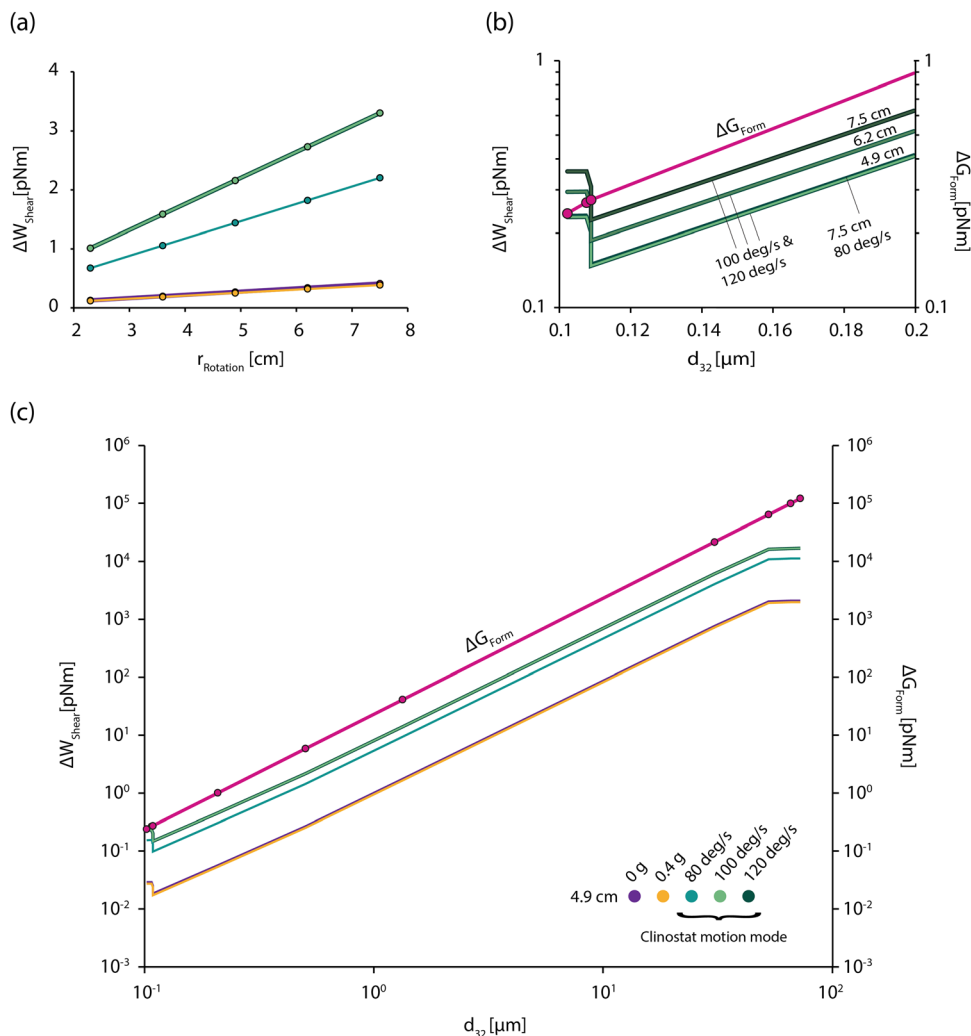 (a)
ΔW_Shear [pNm]
4
3
2
1
0
2 3 4 5 6 7 8
r_Rotation [cm]
(b)
ΔW_Shear [pNm]
1
0.1
ΔG_Form
7.5 cm
6.2 cm
4.9 cm
100 deg/s &
120 deg/s
7.5 cm
80 deg/s
1
0.1
ΔG_Form [pNm]
0.1 0.12 0.14 0.16 0.18 0.2
d_32 [μm]
(c)
ΔW_Shear [pNm]
10^6
10^5
10^4
10^3
10^2
10^1
10^0
10^-1
10^-2
10^-3
ΔG_Form
10^6
10^5
10^4
10^3
10^2
10^1
10^0
10^-1
10^-2
10^-3
ΔG_Form [pNm]
0 g 0.4 g 80 deg/s 100 deg/s 120 deg/s
4.9 cm
Clinostat motion mode
10^-1 10^0 10^1 10^2
d_32 [μm]